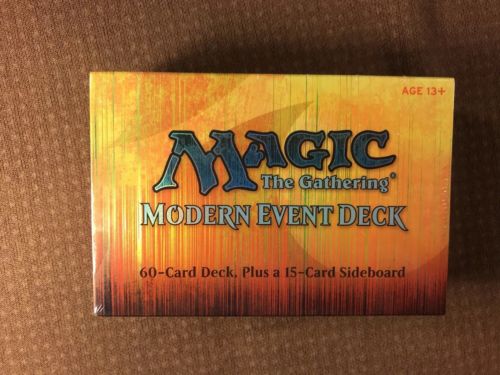 AGE 13+
MAGIC
The Gathering®
MODERN EVENT DECK
60-Card Deck, Plus a 15-Card Sideboard